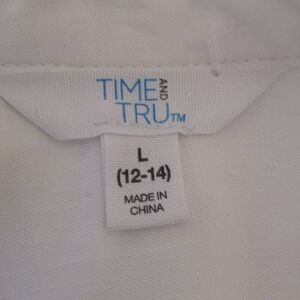 TIME AND
TRU™
L
(12-14)
MADE IN
CHINA